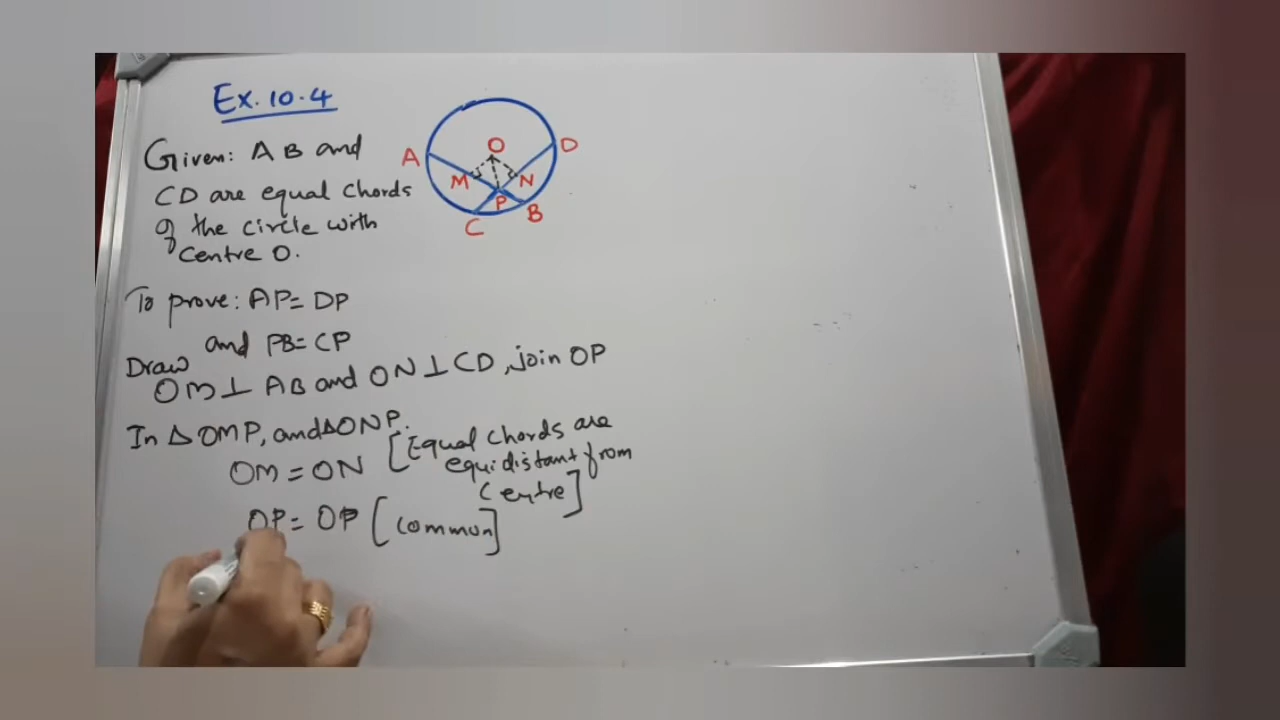 Ex. 10.4
Given: AB and
CD are equal chords
of the circle with
Centre O.
A
O
D
M
N
P
C
B
To prove: AP= DP
and PB= CP
Draw
OM⊥ AB and ON⊥CD, join OP
In △OMP, and△ONP.
OM = ON [Equal chords are
equidistant from
Centre]
OP= OP [common]